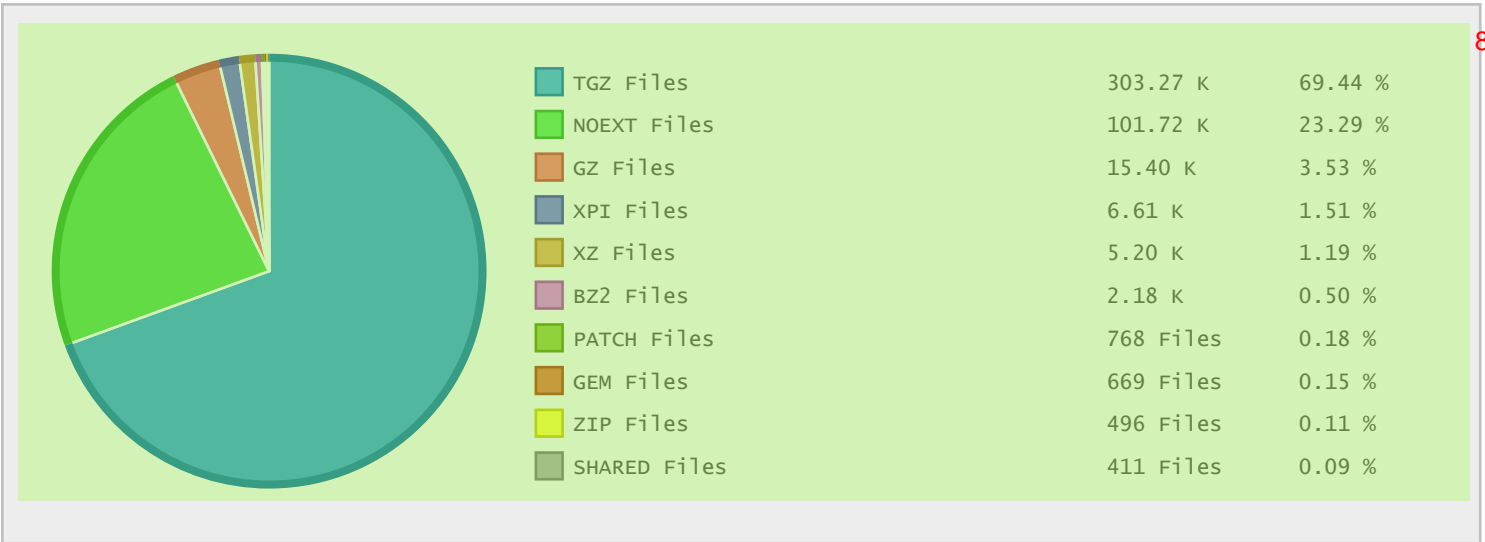 8
TGZ Files 303.27 K 69.44 %
NOEXT Files 101.72 K 23.29 %
GZ Files 15.40 K 3.53 %
XPI Files 6.61 K 1.51 %
XZ Files 5.20 K 1.19 %
BZ2 Files 2.18 K 0.50 %
PATCH Files 768 Files 0.18 %
GEM Files 669 Files 0.15 %
ZIP Files 496 Files 0.11 %
SHARED Files 411 Files 0.09 %